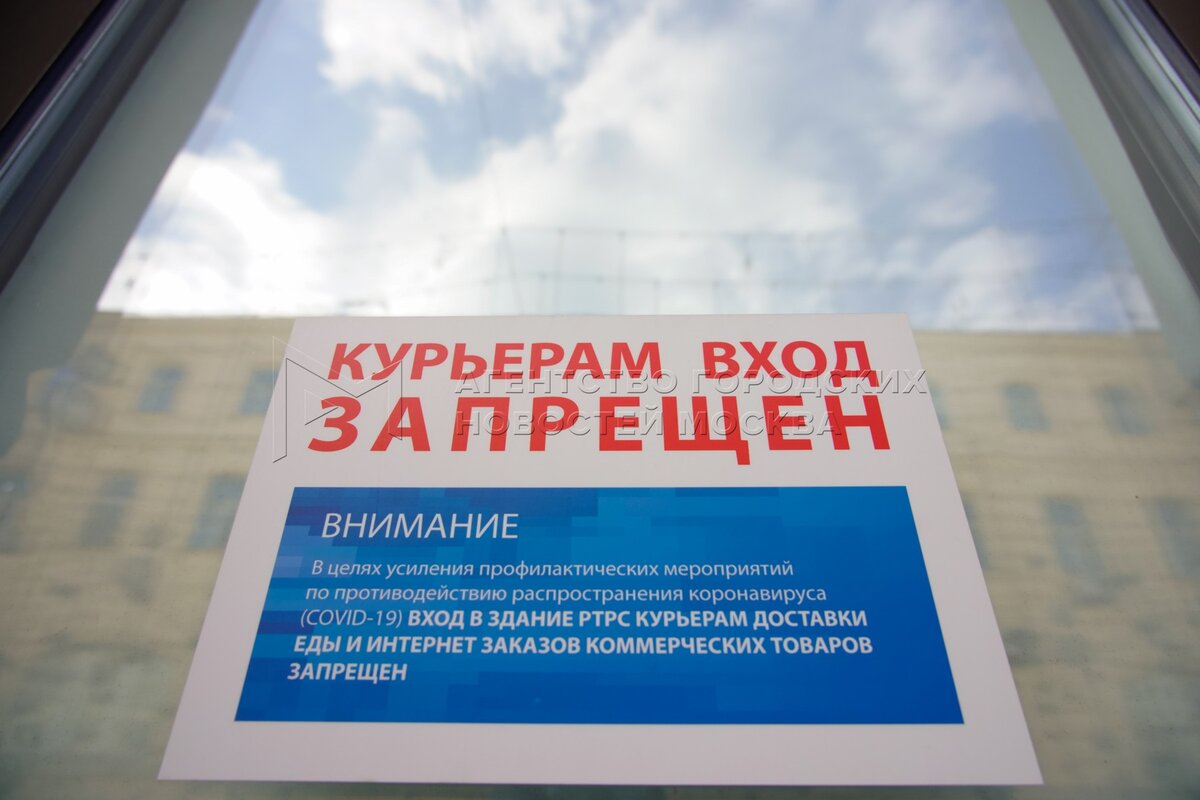 КУРЬЕРАМ ВХОД
ЗАПРЕЩЕН
АГЕНТСТВО ГОРОДСКИХ
НОВОСТЕЙ МОСКВА
ВНИМАНИЕ
В целях усиления профилактических мероприятий
по противодействию распространения коронавируса
(COVID-19) ВХОД В ЗДАНИЕ РТРС КУРЬЕРАМ ДОСТАВКИ
ЕДЫ И ИНТЕРНЕТ ЗАКАЗОВ КОММЕРЧЕСКИХ ТОВАРОВ
ЗАПРЕЩЕН